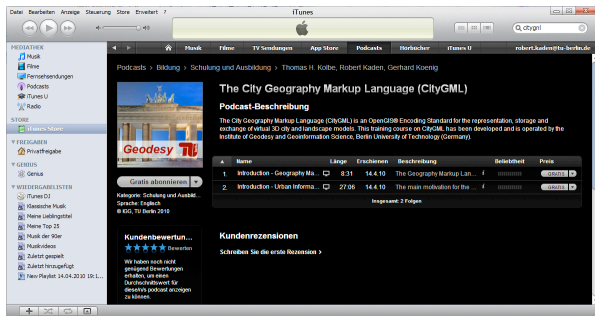 Datei Bearbeiten Anzeige Steuerung Store Erweitert ?
iTunes
citygnl
MEDIATHEK
Musik
Filme
Fernsehsendungen
Podcasts
iTunes U
Radio
STORE
iTunes Store
FREIGABEN
Privatfreigabe
GENIUS
Genius
WIEDERGABELISTEN
iTunes DJ
Klassische Musik
Meine Lieblingstitel
Meine Top 25
Musik der 90er
Musikvideos
Zuletzt gespielt
Zuletzt hinzugefügt
New Playlist 14.04.2010 19:1...
Musik Filme TV Sendungen App Store Podcasts Hörbücher iTunes U robert.kaden@tu-berlin.de
Podcasts > Bildung > Schulung und Ausbildung > Thomas H. Kolbe, Robert Kaden, Gerhard Koenig
Geodesy
Gratis abonnieren
Kategorie: Schulung und Ausbild...
Sprache: Englisch
© IGG, TU Berlin 2010
Kundenbewertun...
Bewerten
Wir haben noch nicht
genügend Bewertungen
erhalten, um einen
Durchschnittswert für
diese/n/s podcast anzeigen
zu können.
The City Geography Markup Language (CityGML)
Podcast-Beschreibung
The City Geography Markup Language (CityGML) is an OpenGIS® Encoding Standard for the representation, storage and
exchange of virtual 3D city and landscape models. This training course on CityGML has been developed and is operated by the
Institute of Geodesy and Geoinformation Science, Berlin University of Technology (Germany).
Name Länge Erschienen Beschreibung Beliebtheit Preis
1. Introduction - Geography Ma... 8:31 14.4.10 The Geography Markup Lan... GRATIS
2. Introduction - Urban Informa... 27:06 14.4.10 The main motivation for the ... GRATIS
Insgesamt: 2 Folgen
Kundenrezensionen
Schreiben Sie die erste Rezension >